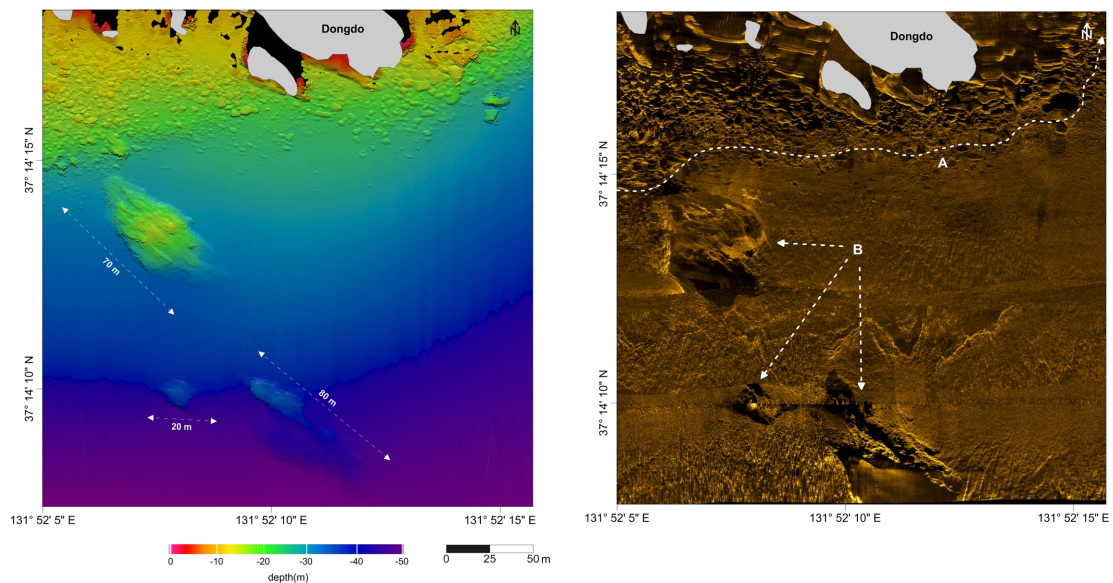 Dongdo
N
37° 14' 15" N
70 m
37° 14' 10" N
80 m
20 m
131° 52' 5" E
131° 52' 10" E
131° 52' 15" E
0 -10 -20 -30 -40 -50
depth(m)
0 25 50 m
Dongdo
N
37° 14' 15" N
A
B
37° 14' 10" N
131° 52' 5" E
131° 52' 10" E
131° 52' 15" E